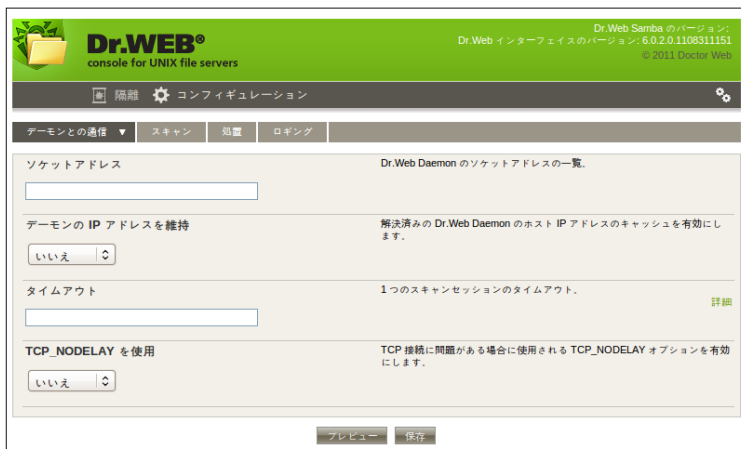 Dr.WEB®
console for UNIX file servers
Dr.Web Samba のバージョン:
Dr.Web インターフェイスのバージョン: 6.0.2.0.1108311151
© 2011 Doctor Web
隔離 コンフィギュレーション
デーモンとの通信 ▼ スキャン 処置 ロギング
ソケットアドレス
Dr.Web Daemon のソケットアドレスの一覧。
デーモンの IP アドレスを維持
解決済みの Dr.Web Daemon のホスト IP アドレスのキャッシュを有効にし
ます。
いいえ
タイムアウト
1 つのスキャンセッションのタイムアウト。
詳細
TCP_NODELAY を使用
TCP 接続に問題がある場合に使用される TCP_NODELAY オプションを有効
にします。
いいえ
プレビュー 保存